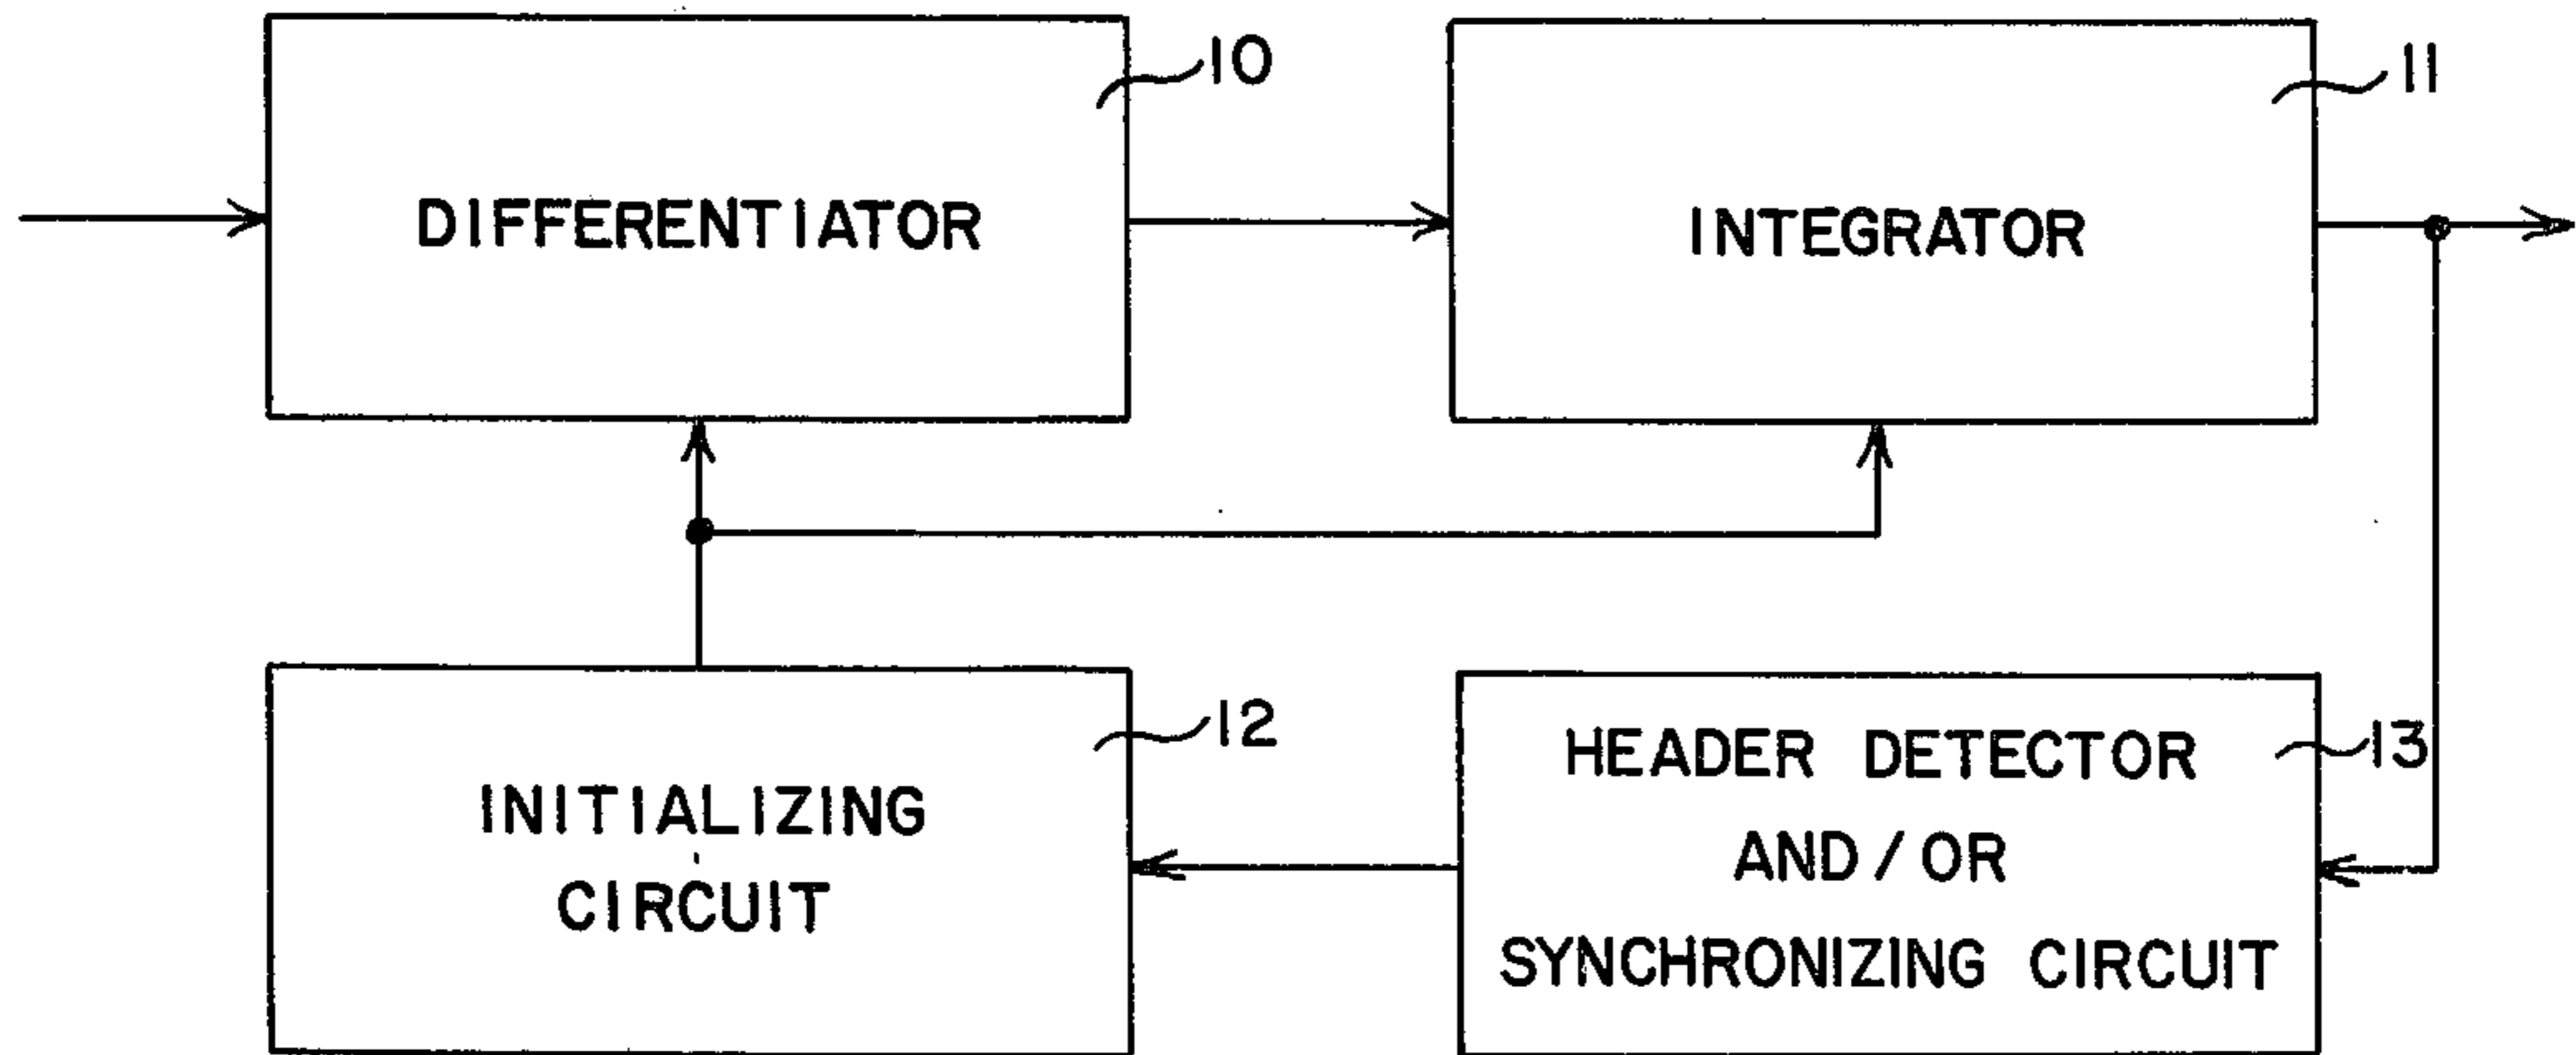 10
DIFFERENTIATOR
11
INTEGRATOR
12
INITIALIZING
CIRCUIT
13
HEADER DETECTOR
AND/OR
SYNCHRONIZING CIRCUIT